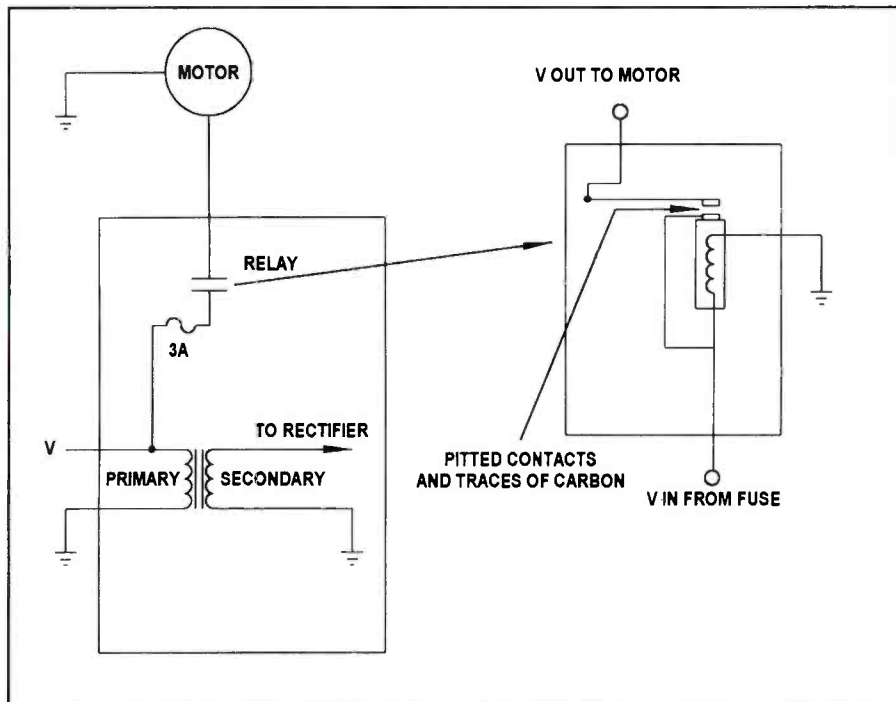 MOTOR
V OUT TO MOTOR
RELAY
3A
V
TO RECTIFIER
PRIMARY
SECONDARY
PITTED CONTACTS
AND TRACES OF CARBON
V IN FROM FUSE